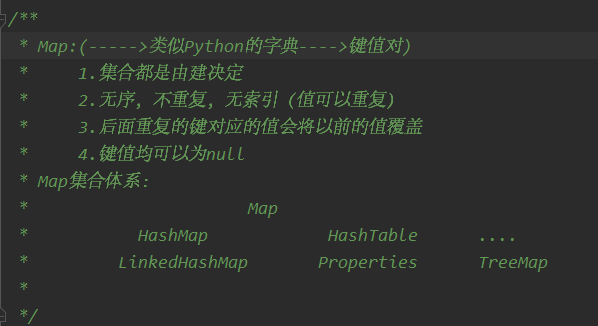 /**
* Map:(----->类似Python的字典---->键值对)
* 1.集合都是由建决定
* 2.无序，不重复，无索引（值可以重复）
* 3.后面重复的键对应的值会将以前的值覆盖
* 4.键值均可以为null
* Map集合体系:
* Map
* HashMap HashTable ....
* LinkedHashMap Properties TreeMap
*
*/